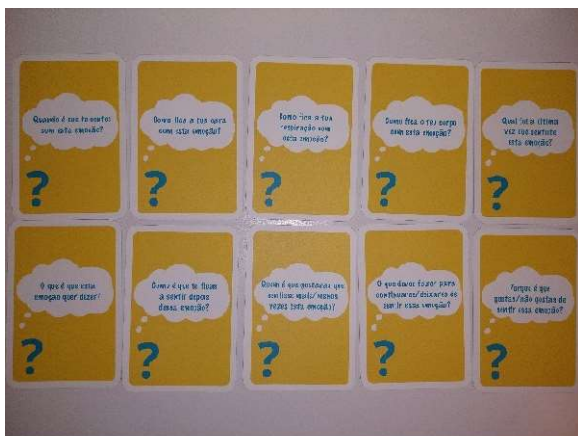 Quando é que te sentes
com esta emoção?
Como fica a tua cara
com esta emoção?
Como fica a tua
respiração com
esta emoção?
Como fica o teu corpo
com esta emoção?
Qual foi a última
vez que sentiste
esta emoção?
?
?
?
?
?
O que é que esta
emoção quer dizer?
Como é que te ficas
a sentir depois
dessa emoção?
Quem é que gostavas que
sentisse mais/menos
vezes esta emoção?
O que deves fazer para
continuares/deixares de
sentir essa emoção?
Porque é que
gostas/não gostas de
sentir essa emoção?
?
?
?
?
?